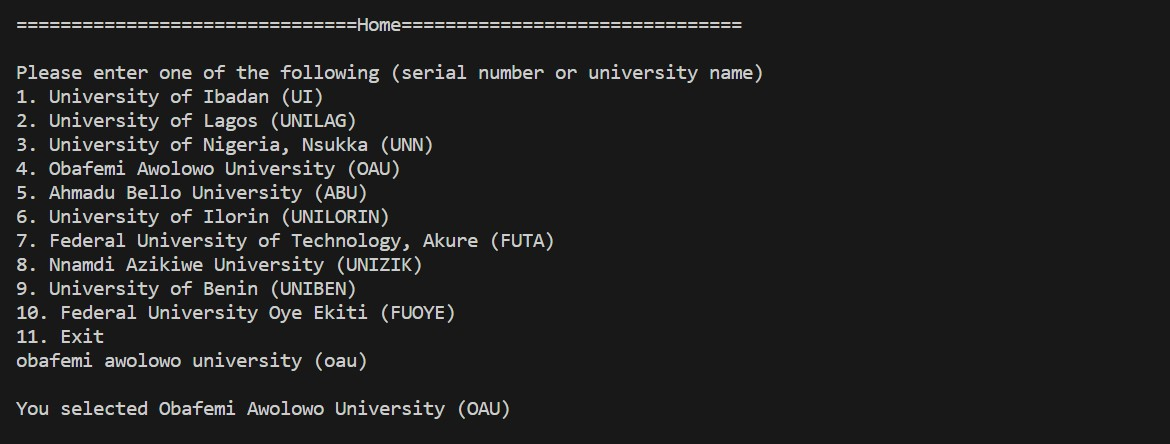 ===============================Home===============================
Please enter one of the following (serial number or university name)
1. University of Ibadan (UI)
2. University of Lagos (UNILAG)
3. University of Nigeria, Nsukka (UNN)
4. Obafemi Awolowo University (OAU)
5. Ahmadu Bello University (ABU)
6. University of Ilorin (UNILORIN)
7. Federal University of Technology, Akure (FUTA)
8. Nnamdi Azikiwe University (UNIZIK)
9. University of Benin (UNIBEN)
10. Federal University Oye Ekiti (FUOYE)
11. Exit
obafemi awolowo university (oau)
You selected Obafemi Awolowo University (OAU)